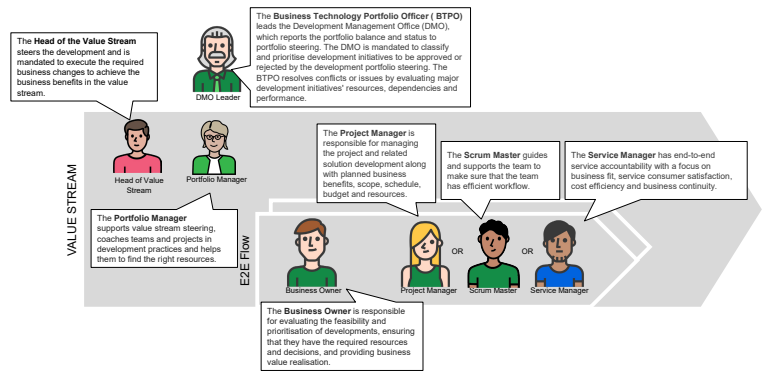 The Business Technology Portfolio Officer ( BTPO)
leads the Development Management Office (DMO),
which reports the portfolio balance and status to
portfolio steering. The DMO is mandated to classify
and prioritise development initiatives to be approved or
rejected by the development portfolio steering. The
BTPO resolves conflicts or issues by evaluating major
development initiatives' resources, dependencies and
performance.
The Head of the Value Stream
steers the development and is
mandated to execute the required
business changes to achieve the
business benefits in the value
stream.
DMO Leader
The Project Manager is
responsible for managing
the project and related
solution development along
with planned business
benefits, scope, schedule,
budget and resources.
The Scrum Master guides
and supports the team to
make sure that the team
has efficient workflow.
The Service Manager has end-to-end
service accountability with a focus on
business fit, service consumer satisfaction,
cost efficiency and business continuity.
Head of Value
Stream
Portfolio Manager
VALUE STREAM
The Portfolio Manager
supports value stream steering,
coaches teams and projects in
development practices and helps
them to find the right resources.
E2E Flow
OR
OR
Business Owner
Project Manager
Scrum Master
Service Manager
The Business Owner is responsible
for evaluating the feasibility and
prioritisation of developments, ensuring
that they have the required resources
and decisions, and providing business
value realisation.